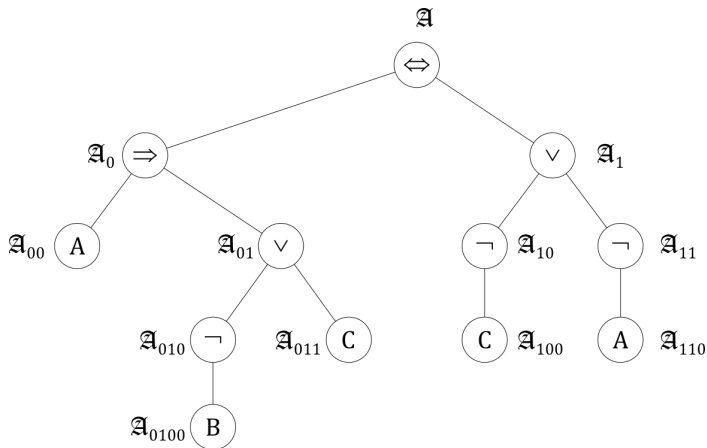 𝔄
⇔
𝔄₀ ⇒ ∨ 𝔄₁
𝔄₀₀ A 𝔄₀₁ ∨ ¬ 𝔄₁₀ ¬ 𝔄₁₁
𝔄₀₁₀ ¬ 𝔄₀₁₁ C C 𝔄₁₀₀ A 𝔄₁₁₀
𝔄₀₁₀₀ B